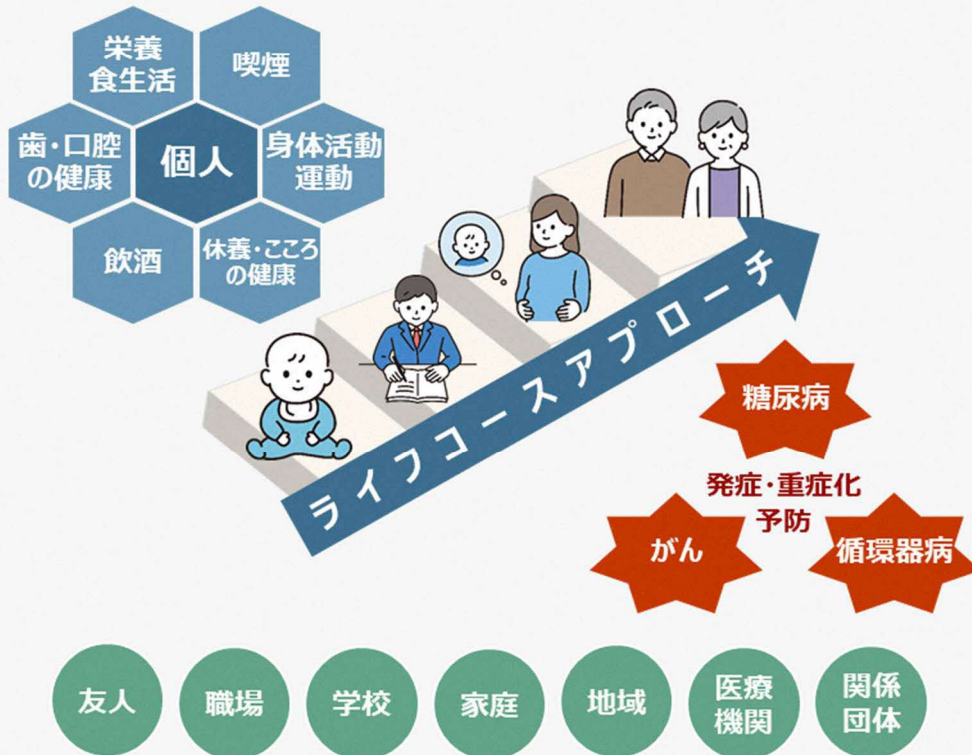 栄養
食生活
喫煙
歯・口腔
の健康
個人
身体活動
運動
飲酒
休養・こころ
の健康
ライフコースアプローチ
糖尿病
発症・重症化
予防
がん
循環器病
友人
職場
学校
家庭
地域
医療
機関
関係
団体